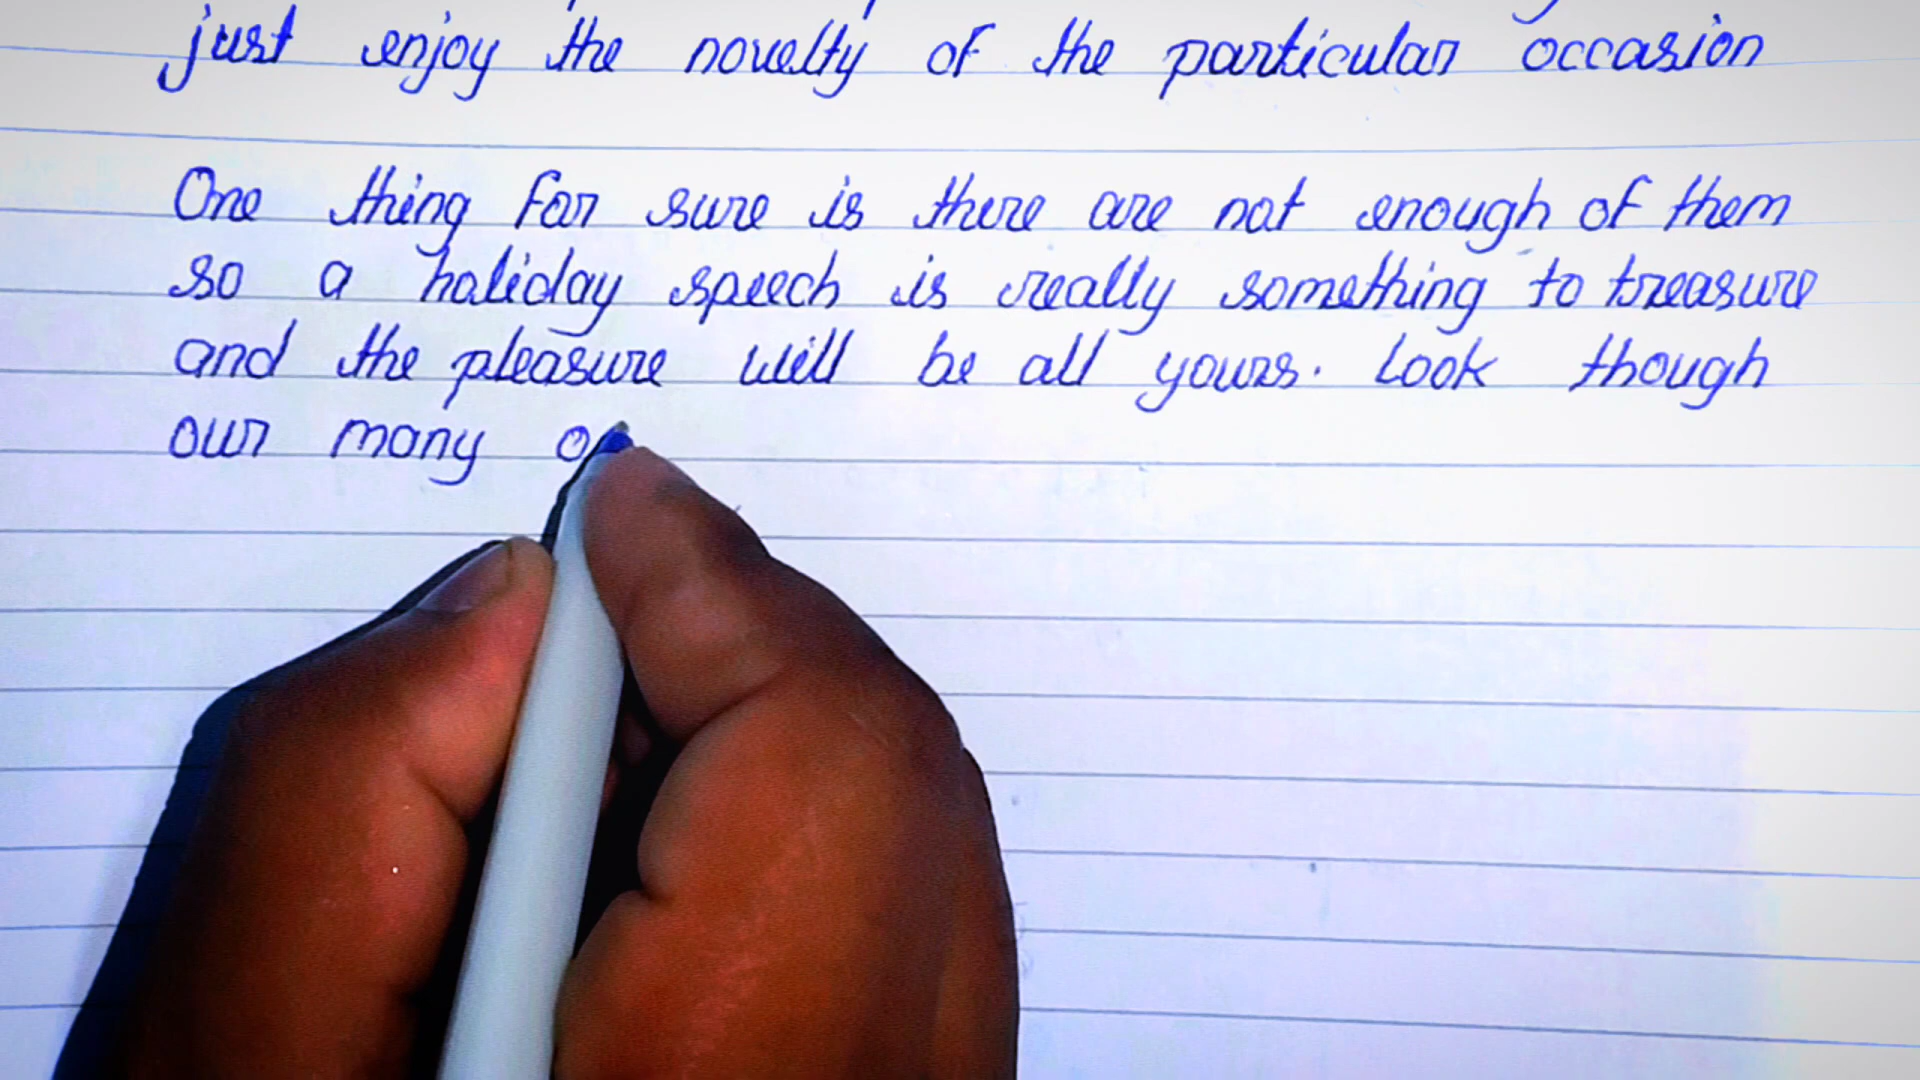 just enjoy the novelty of the particular occasion
One thing for sure is there are not enough of them
so a holiday speech is really something to treasure
and the pleasure will be all yours. Look though
our many